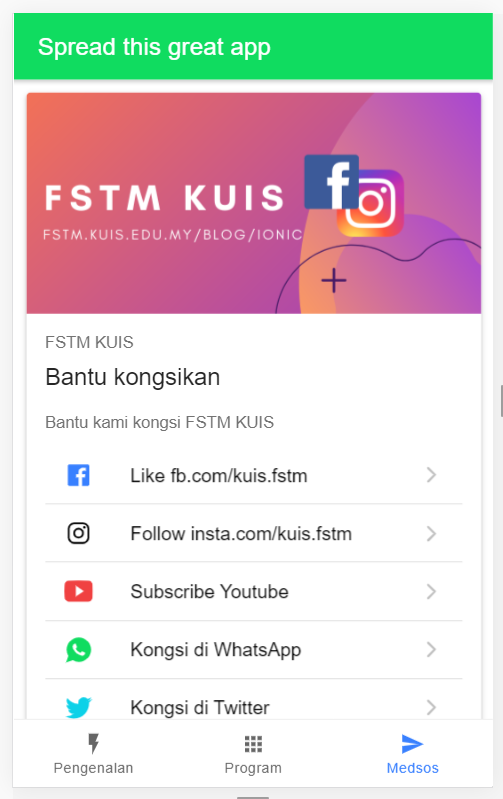 Spread this great app
FSTM KUIS
FSTM.KUIS.EDU.MY/BLOG/IONIC
FSTM KUIS
Bantu kongsikan
Bantu kami kongsi FSTM KUIS
Like fb.com/kuis.fstm
Follow insta.com/kuis.fstm
Subscribe Youtube
Kongsi di WhatsApp
Kongsi di Twitter
Pengenalan
Program
Medsos